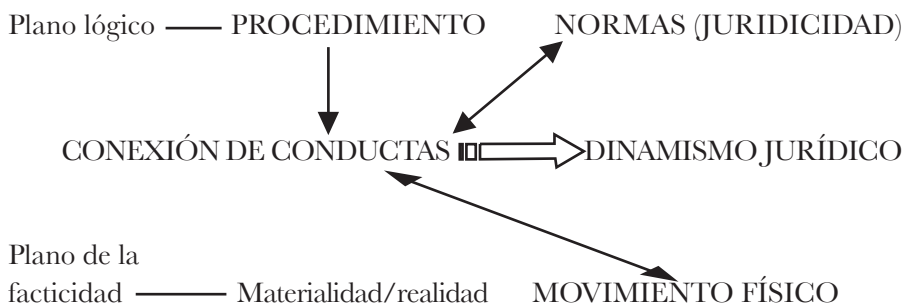 Plano lógico PROCEDIMIENTO NORMAS (JURIDICIDAD)
CONEXIÓN DE CONDUCTAS DINAMISMO JURÍDICO
Plano de la
facticidad Materialidad/realidad MOVIMIENTO FÍSICO